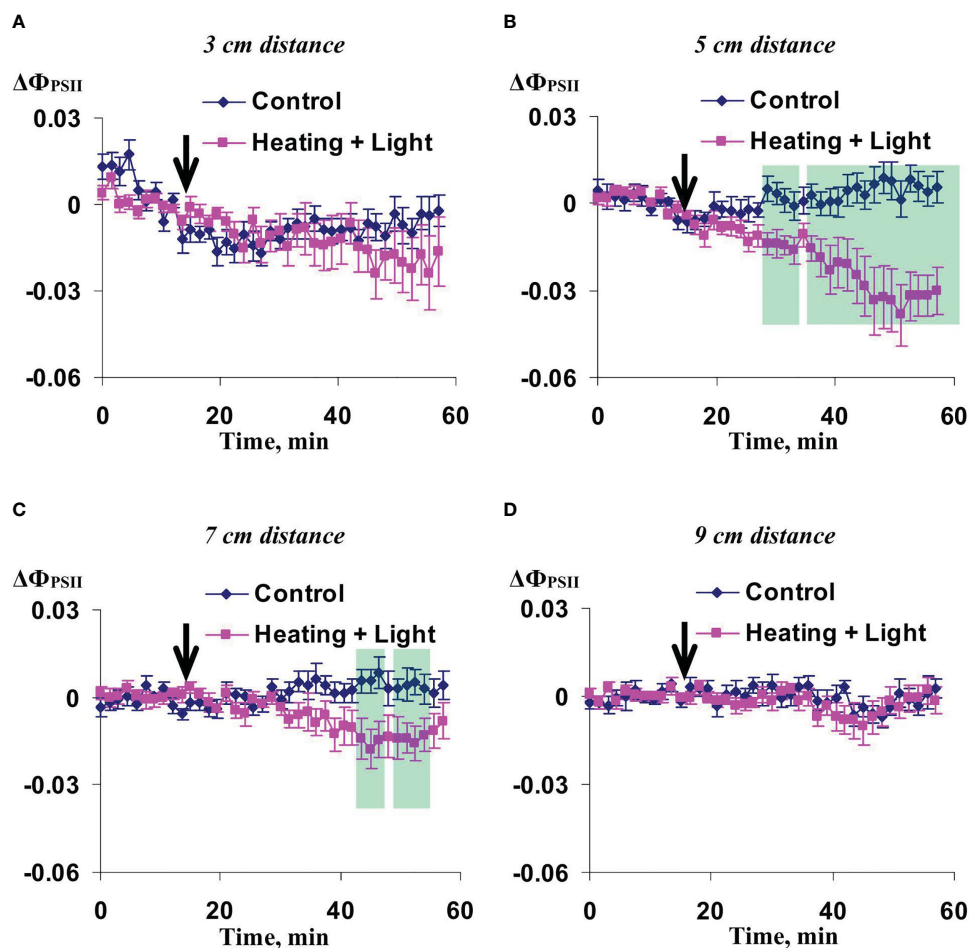 A
3 cm distance
ΔΦPSII
Control
Heating + Light
0.03
0
-0.03
-0.06
0 20 40 60
Time, min
B
5 cm distance
ΔΦPSII
Control
Heating + Light
0.03
0
-0.03
-0.06
0 20 40 60
Time, min
C
7 cm distance
ΔΦPSII
Control
Heating + Light
0.03
0
-0.03
-0.06
0 20 40 60
Time, min
D
9 cm distance
ΔΦPSII
Control
Heating + Light
0.03
0
-0.03
-0.06
0 20 40 60
Time, min